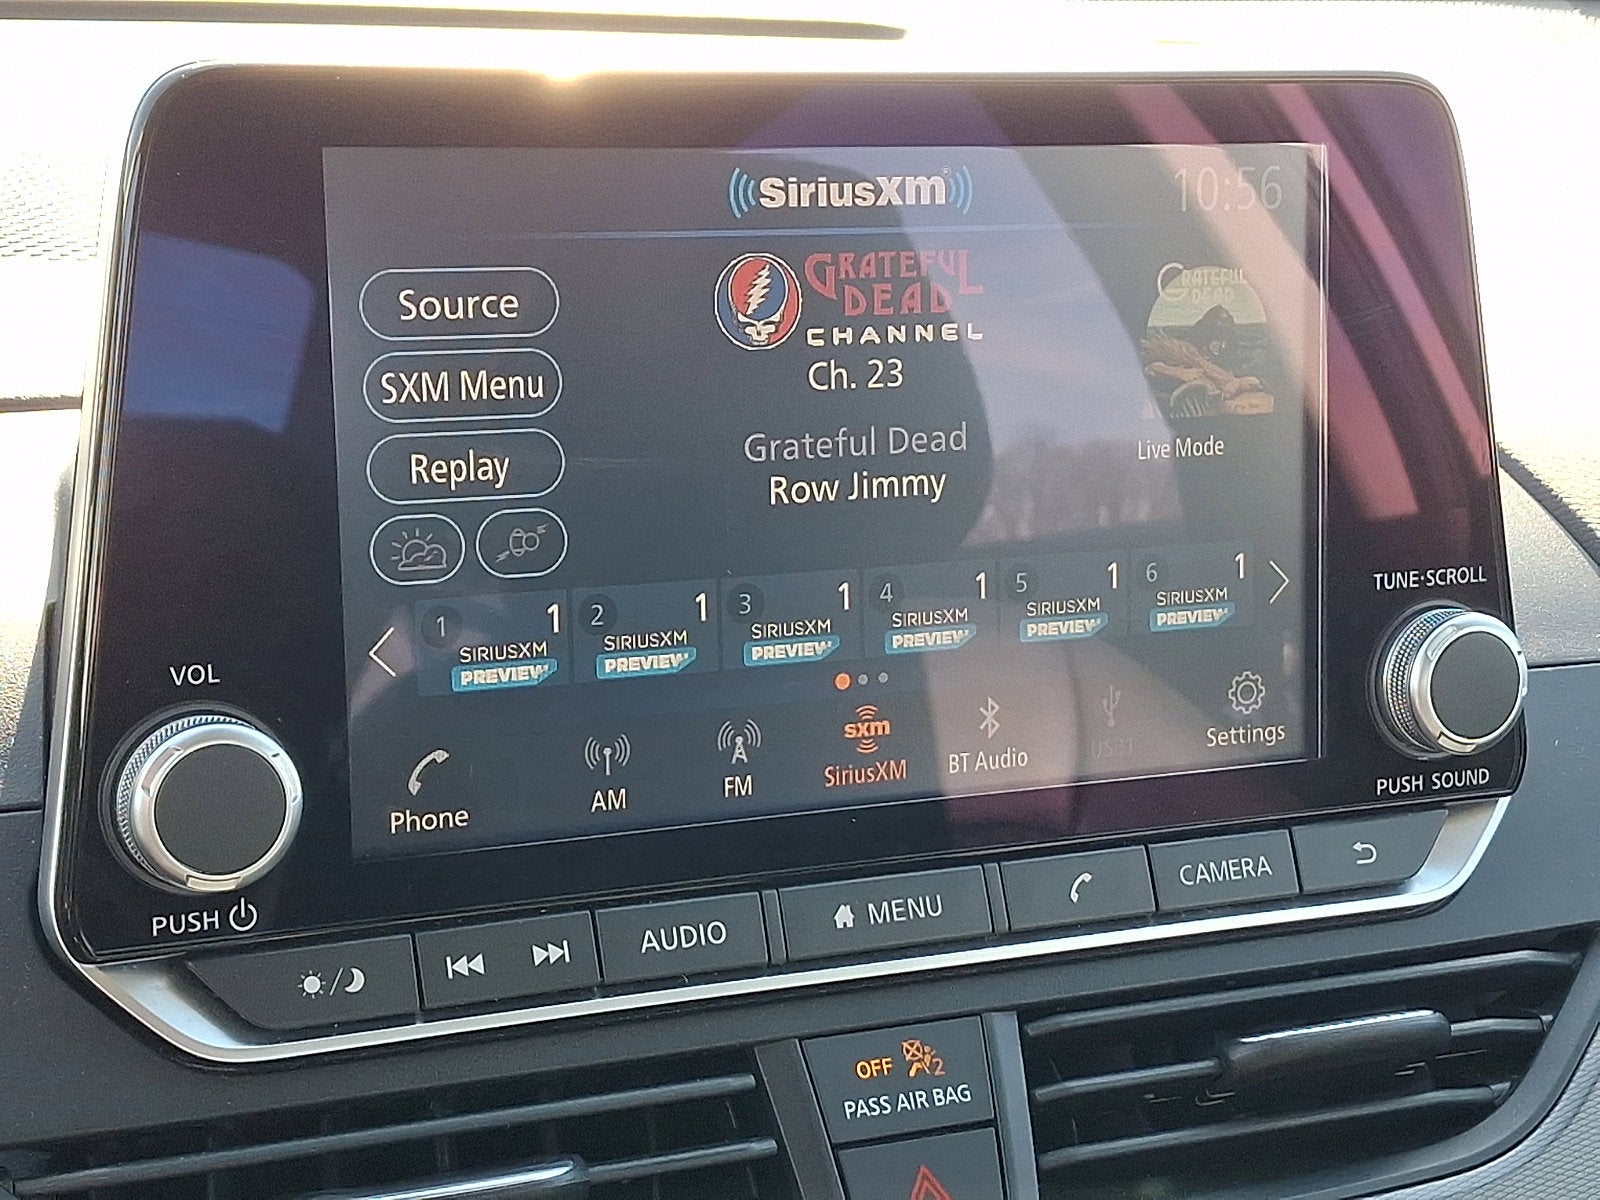 SiriusXm
10:56
GRATEFUL
DEAD
CHANNEL
Ch. 23
GRATEFUL
DEAD
Source
SXM Menu
Replay
Grateful Dead
Row Jimmy
Live Mode
1 1
SIRIUSXM
PREVIEW
2 1
SIRIUSXM
PREVIEW
3 1
SIRIUSXM
PREVIEW
4 1
SIRIUSXM
PREVIEW
5 1
SIRIUSXM
PREVIEW
6 1
SIRIUSXM
PREVIEW
Phone
AM
FM
sxm
SiriusXM
BT Audio
USB1
Settings
VOL
PUSH
TUNE·SCROLL
PUSH SOUND
AUDIO
MENU
CAMERA
OFF 2
PASS AIR BAG